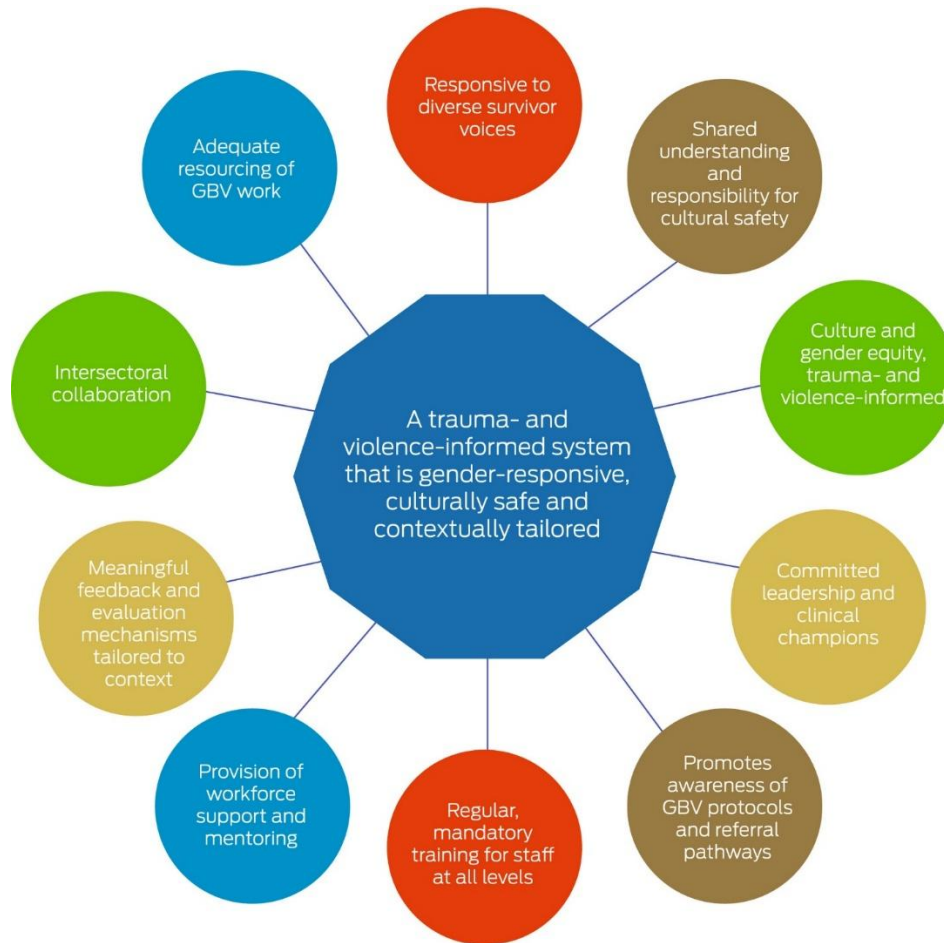 Responsive to
diverse survivor
voices
Shared
understanding
and
responsibility for
cultural safety
Culture and
gender equity,
trauma- and
violence-informed
Committed
leadership and
clinical
champions
Promotes
awareness of
GBV protocols
and referral
pathways
Regular,
mandatory
training for staff
at all levels
Provision of
workforce
support and
mentoring
Meaningful
feedback and
evaluation
mechanisms
tailored to
context
Intersectoral
collaboration
Adequate
resourcing of
GBV work
A trauma- and
violence-informed system
that is gender-responsive,
culturally safe and
contextually tailored